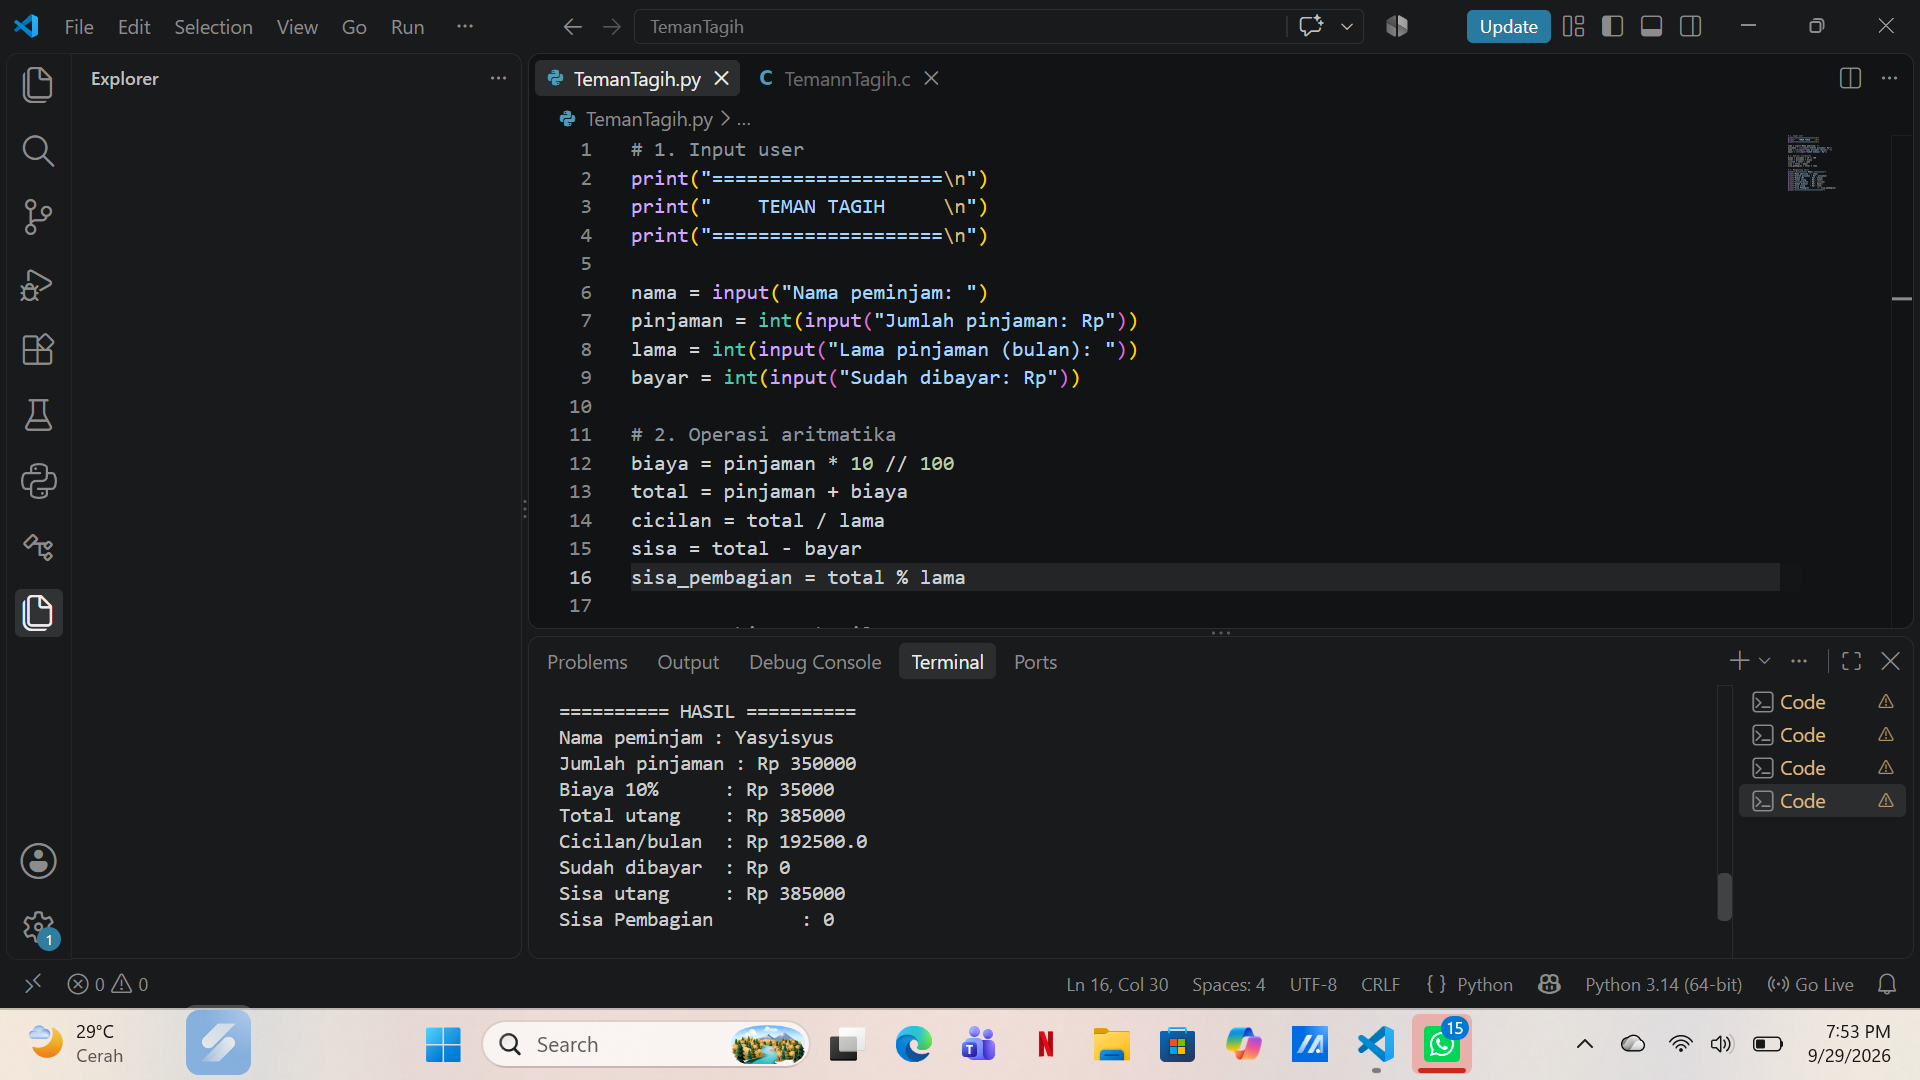 File Edit Selection View Go Run ...
TemanTagih
Update
Explorer
TemanTagih.py
C TemannTagih.c
TemanTagih.py > ...
1 # 1. Input user
2 print("====================\n")
3 print("    TEMAN TAGIH     \n")
4 print("====================\n")
5
6 nama = input("Nama peminjam: ")
7 pinjaman = int(input("Jumlah pinjaman: Rp"))
8 lama = int(input("Lama pinjaman (bulan): "))
9 bayar = int(input("Sudah dibayar: Rp"))
10
11 # 2. Operasi aritmatika
12 biaya = pinjaman * 10 // 100
13 total = pinjaman + biaya
14 cicilan = total / lama
15 sisa = total - bayar
16 sisa_pembagian = total % lama
17
Problems Output Debug Console Terminal Ports
========== HASIL ==========
Nama peminjam : Yasyisyus
Jumlah pinjaman : Rp 350000
Biaya 10%      : Rp 35000
Total utang    : Rp 385000
Cicilan/bulan  : Rp 192500.0
Sudah dibayar  : Rp 0
Sisa utang     : Rp 385000
Sisa Pembagian        : 0
Code
Code
Code
Code
1
0 0
Ln 16, Col 30 Spaces: 4 UTF-8 CRLF { } Python Python 3.14 (64-bit) Go Live
29°C
Cerah
Search
15
7:53 PM
9/29/2026